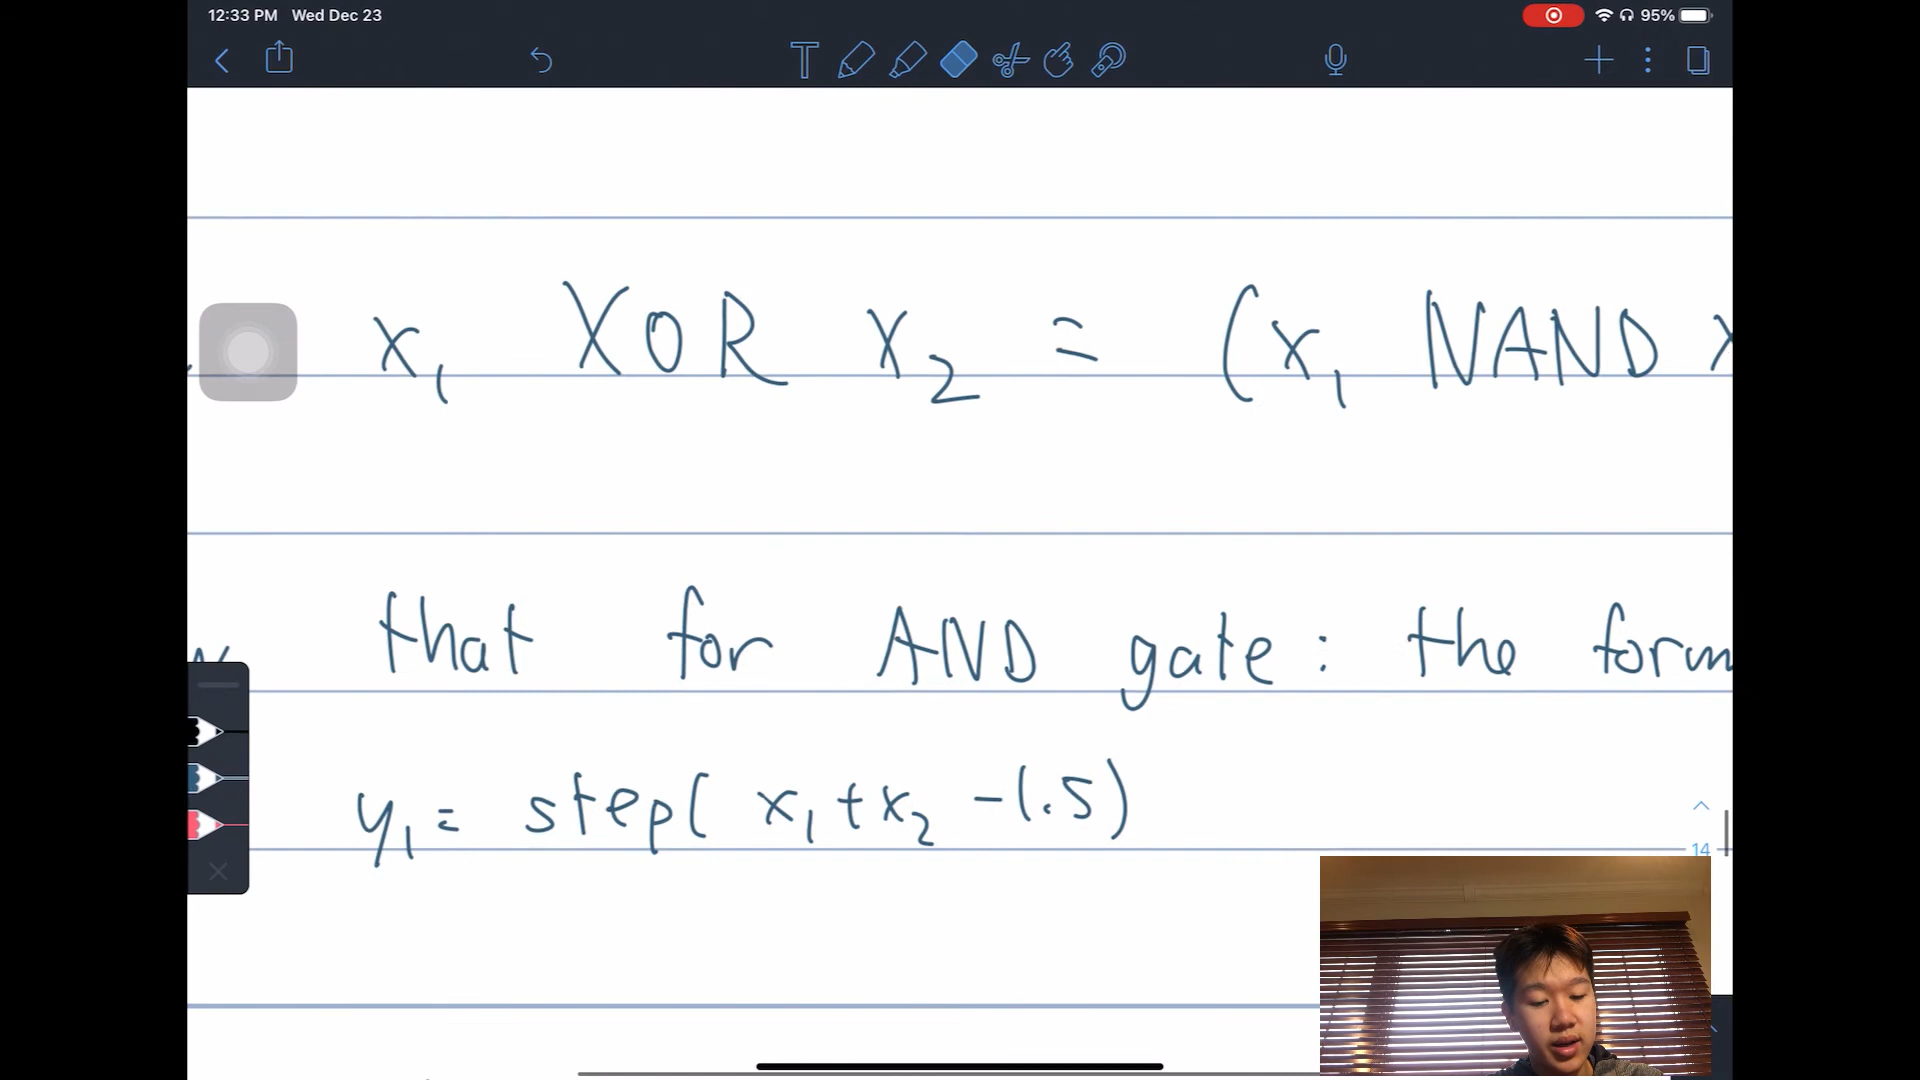 12:33 PM Wed Dec 23
95%
x₁ XOR x₂ = (x₁ NAND x
that for AND gate: the form
y₁ = step( x₁+x₂ -1.5)
14